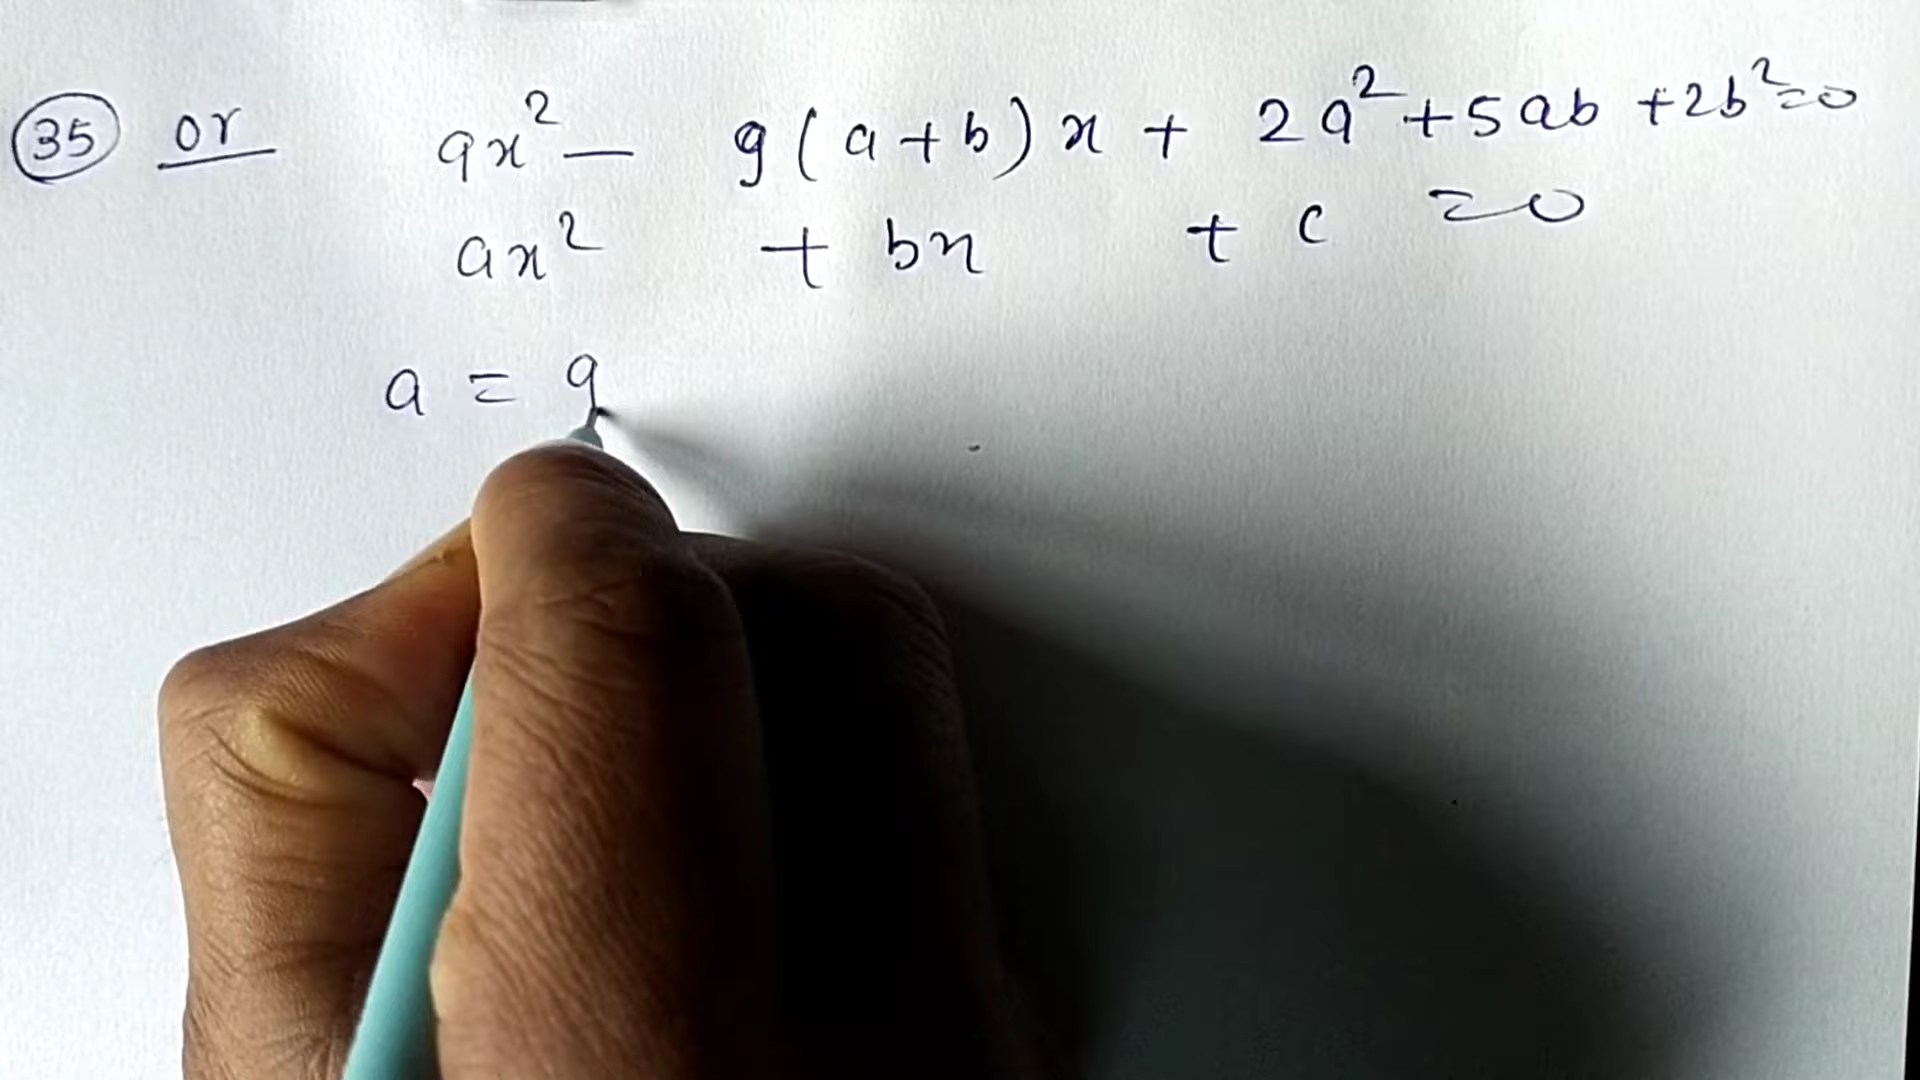 35 or 9x² - 9(a+b)x + 2a²+5ab+2b²=0
ax² + bx + c =0
a = 9